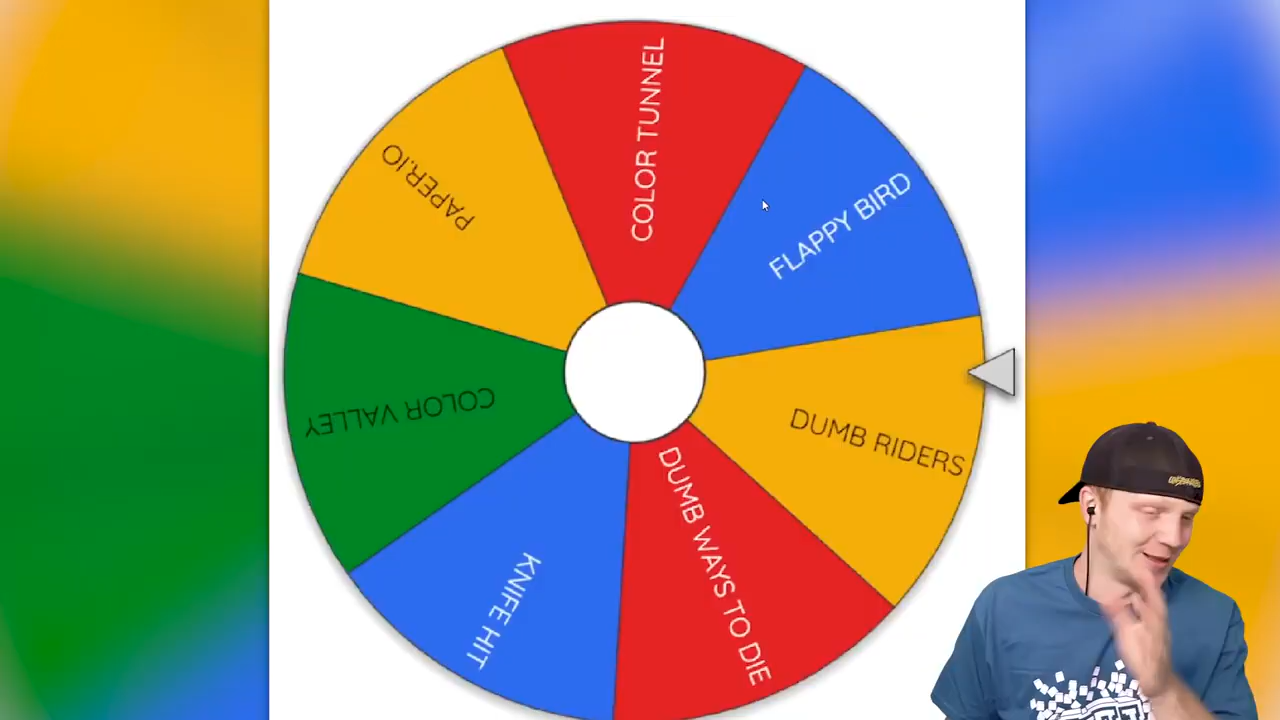 COLOR TUNNEL
FLAPPY BIRD
DUMB RIDERS
DUMB WAYS TO DIE
KNIFE HIT
COLOR VALLEY
PAPER.IO